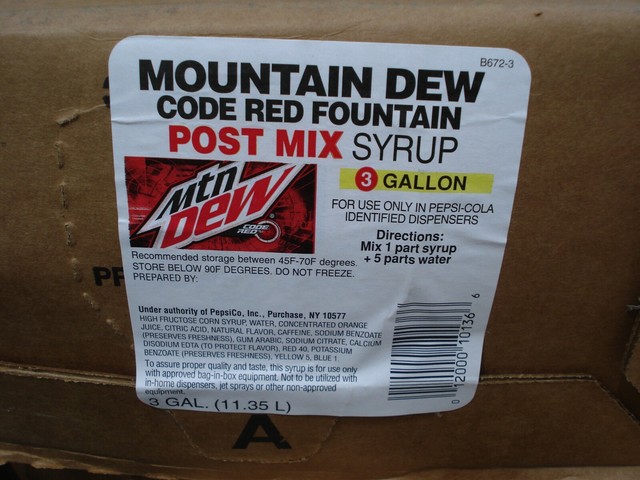 B672-3
MOUNTAIN DEW
CODE RED FOUNTAIN
POST MIX SYRUP
3 GALLON
FOR USE ONLY IN PEPSI-COLA
IDENTIFIED DISPENSERS
Directions:
Mix 1 part syrup
+ 5 parts water
mtn
DEW
CODE
RED
Recommended storage between 45F-70F degrees.
STORE BELOW 90F DEGREES. DO NOT FREEZE.
PREPARED BY:
Under authority of PepsiCo, Inc., Purchase, NY 10577
HIGH FRUCTOSE CORN SYRUP, WATER, CONCENTRATED ORANGE
JUICE, CITRIC ACID, NATURAL FLAVOR, CAFFEINE, SODIUM BENZOATE
(PRESERVES FRESHNESS), GUM ARABIC, SODIUM CITRATE, CALCIUM
DISODIUM EDTA (TO PROTECT FLAVOR), RED 40, POTASSIUM
BENZOATE (PRESERVES FRESHNESS), YELLOW 5, BLUE 1
To assure proper quality and taste, this syrup is for use only
with approved bag-in-box equipment. Not to be utilized with
in-home dispensers, jet sprays or other non-approved
equipment.
3 GAL. (11.35 L)
0 12000 10136 6
PR
A